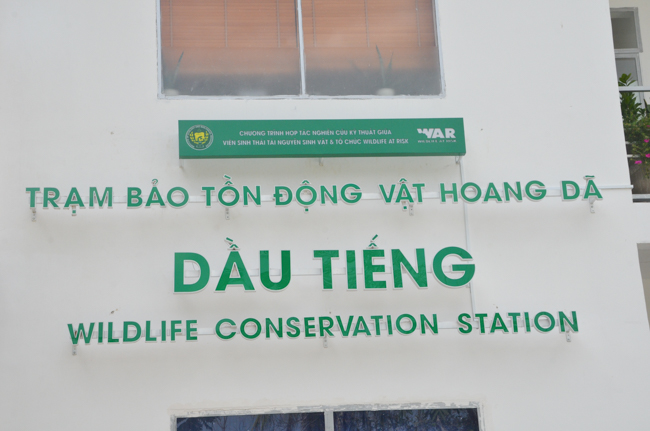 CHƯƠNG TRÌNH HỢP TÁC NGHIÊN CỨU KỸ THUẬT GIỮA
VIỆN SINH THÁI TÀI NGUYÊN SINH VẬT & TỔ CHỨC WILDLIFE AT RISK
WAR
TRẠM BẢO TỒN ĐỘNG VẬT HOANG DÃ
DẦU TIẾNG
WILDLIFE CONSERVATION STATION